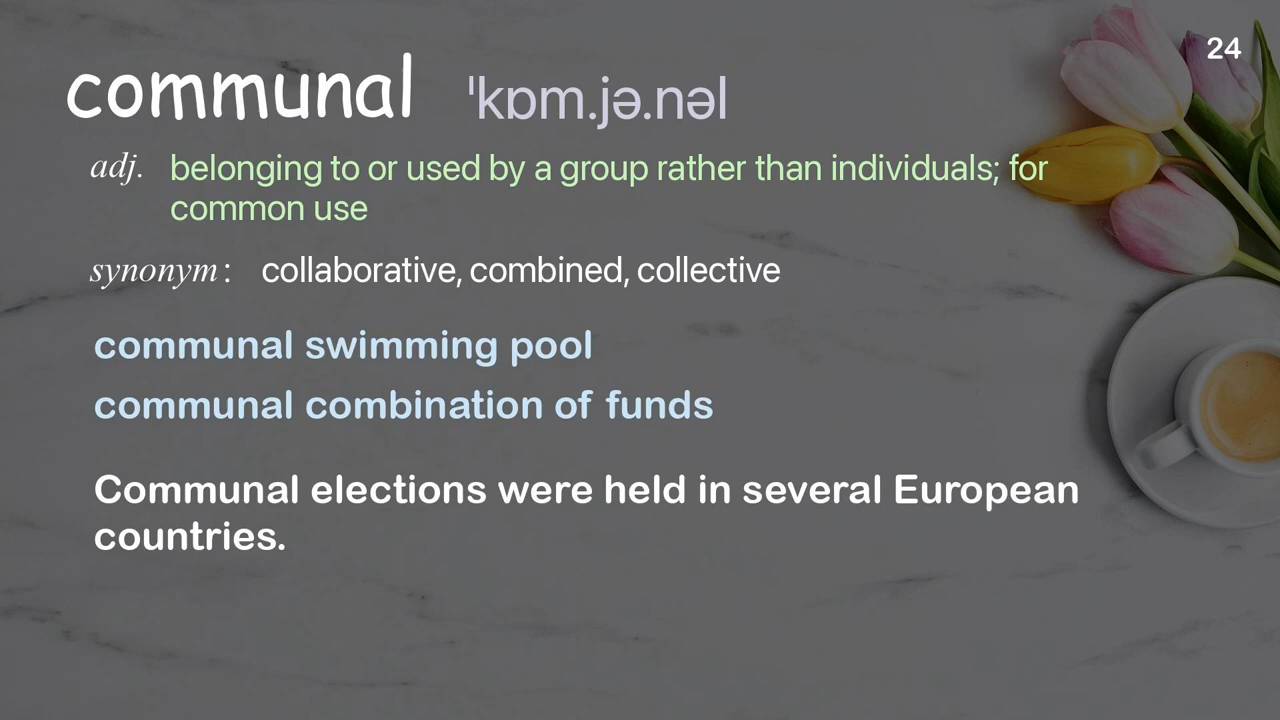 24
communal ˈkɒm.jə.nəl
adj. belonging to or used by a group rather than individuals; for
common use
synonym: collaborative, combined, collective
communal swimming pool
communal combination of funds
Communal elections were held in several European
countries.